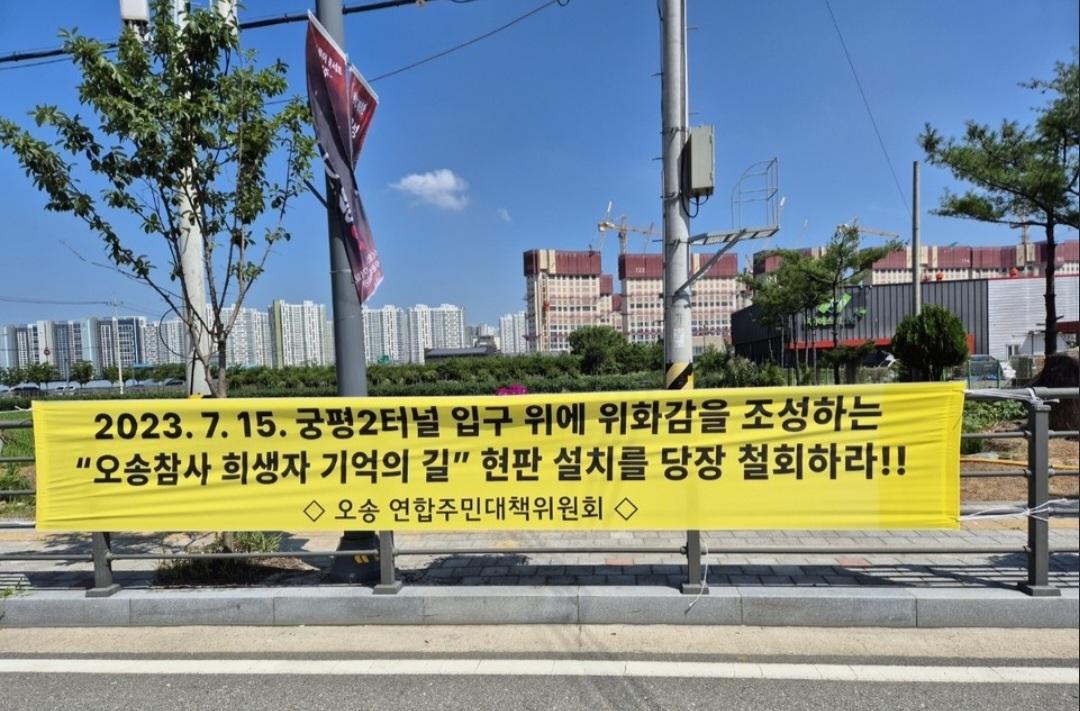 2023. 7. 15. 궁평2터널 입구 위에 위화감을 조성하는
“오송참사 희생자 기억의 길” 현판 설치를 당장 철회하라!!
◇ 오송 연합주민대책위원회 ◇